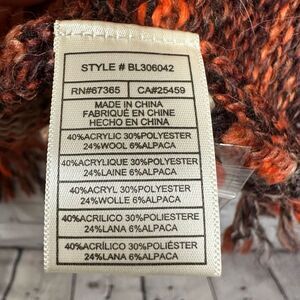 STYLE # BL306042
RN#67365 CA#25459
MADE IN CHINA
FABRIQUÉ EN CHINE
HECHO EN CHINA
40%ACRYLIC 30%POLYESTER
24%WOOL 6%ALPACA
40%ACRYLIQUE 30%POLYESTER
24%LAINE 6%ALPACA
40%ACRYL 30%POLYESTER
24%WOLLE 6%ALPACA
40%ACRILICO 30%POLIESTERE
24%LANA 6%ALPACA
40%ACRÍLICO 30%POLIÉSTER
24%LANA 6%ALPACA